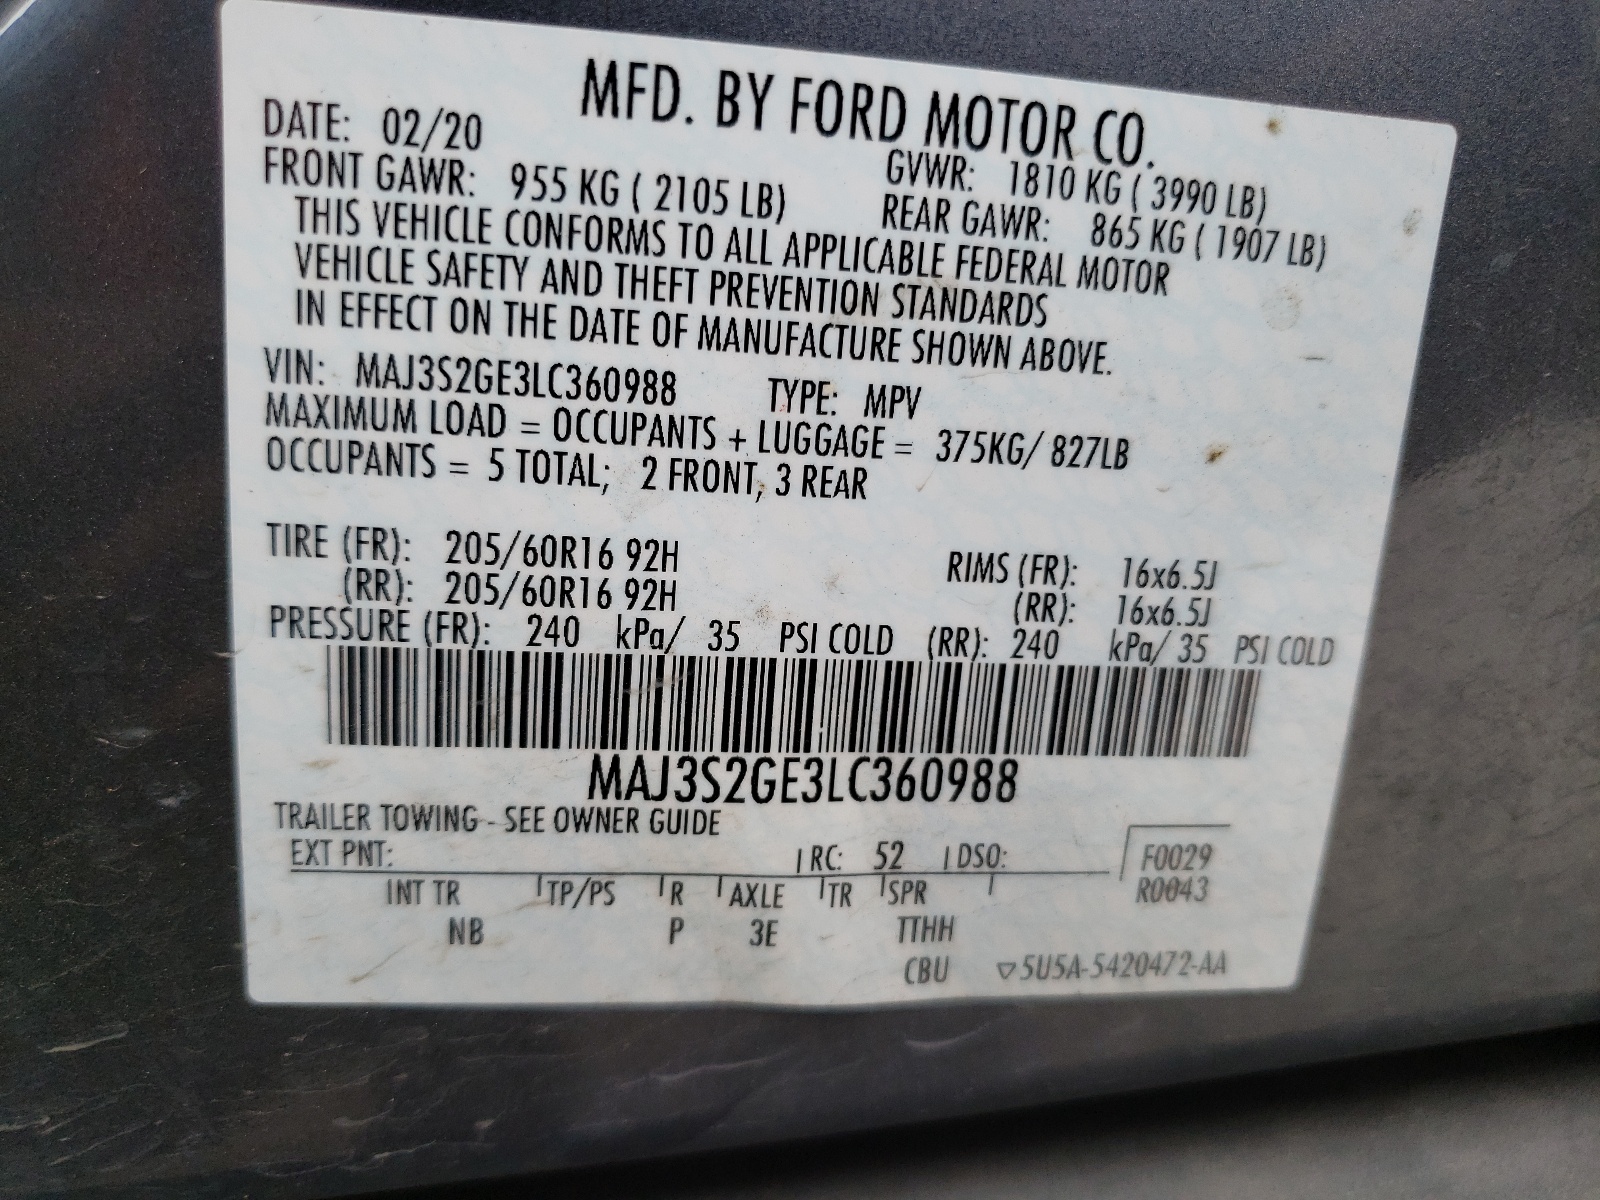 MFD. BY FORD MOTOR CO.
DATE: 02/20 GVWR: 1810 KG ( 3990 LB)
FRONT GAWR: 955 KG ( 2105 LB) REAR GAWR: 865 KG ( 1907 LB)
THIS VEHICLE CONFORMS TO ALL APPLICABLE FEDERAL MOTOR
VEHICLE SAFETY AND THEFT PREVENTION STANDARDS
IN EFFECT ON THE DATE OF MANUFACTURE SHOWN ABOVE.
VIN: MAJ3S2GE3LC360988 TYPE: MPV
MAXIMUM LOAD = OCCUPANTS + LUGGAGE = 375KG/ 827LB
OCCUPANTS = 5 TOTAL; 2 FRONT, 3 REAR
TIRE (FR): 205/60R16 92H RIMS (FR): 16x6.5J
(RR): 205/60R16 92H (RR): 16x6.5J
PRESSURE (FR): 240 kPa/ 35 PSI COLD (RR): 240 kPa/ 35 PSI COLD
MAJ3S2GE3LC360988
TRAILER TOWING - SEE OWNER GUIDE
EXT PNT: RC: 52 DSO: F0029
INT TR TP/PS R AXLE TR SPR R0043
NB P 3E TTHH
CBU ▽5U5A-5420472-AA